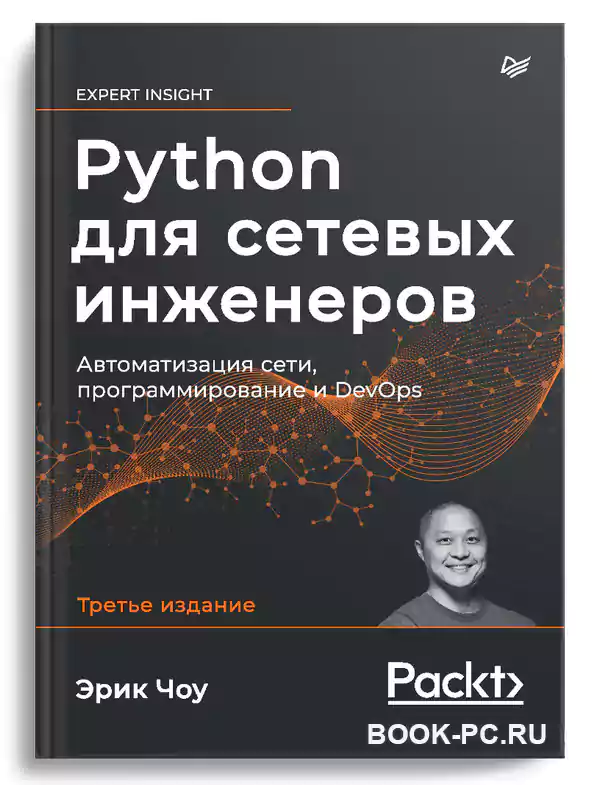 EXPERT INSIGHT
Python
для сетевых
инженеров
Автоматизация сети,
программирование и DevOps
Третье издание
Эрик Чоу
Packt>
BOOK-PC.RU